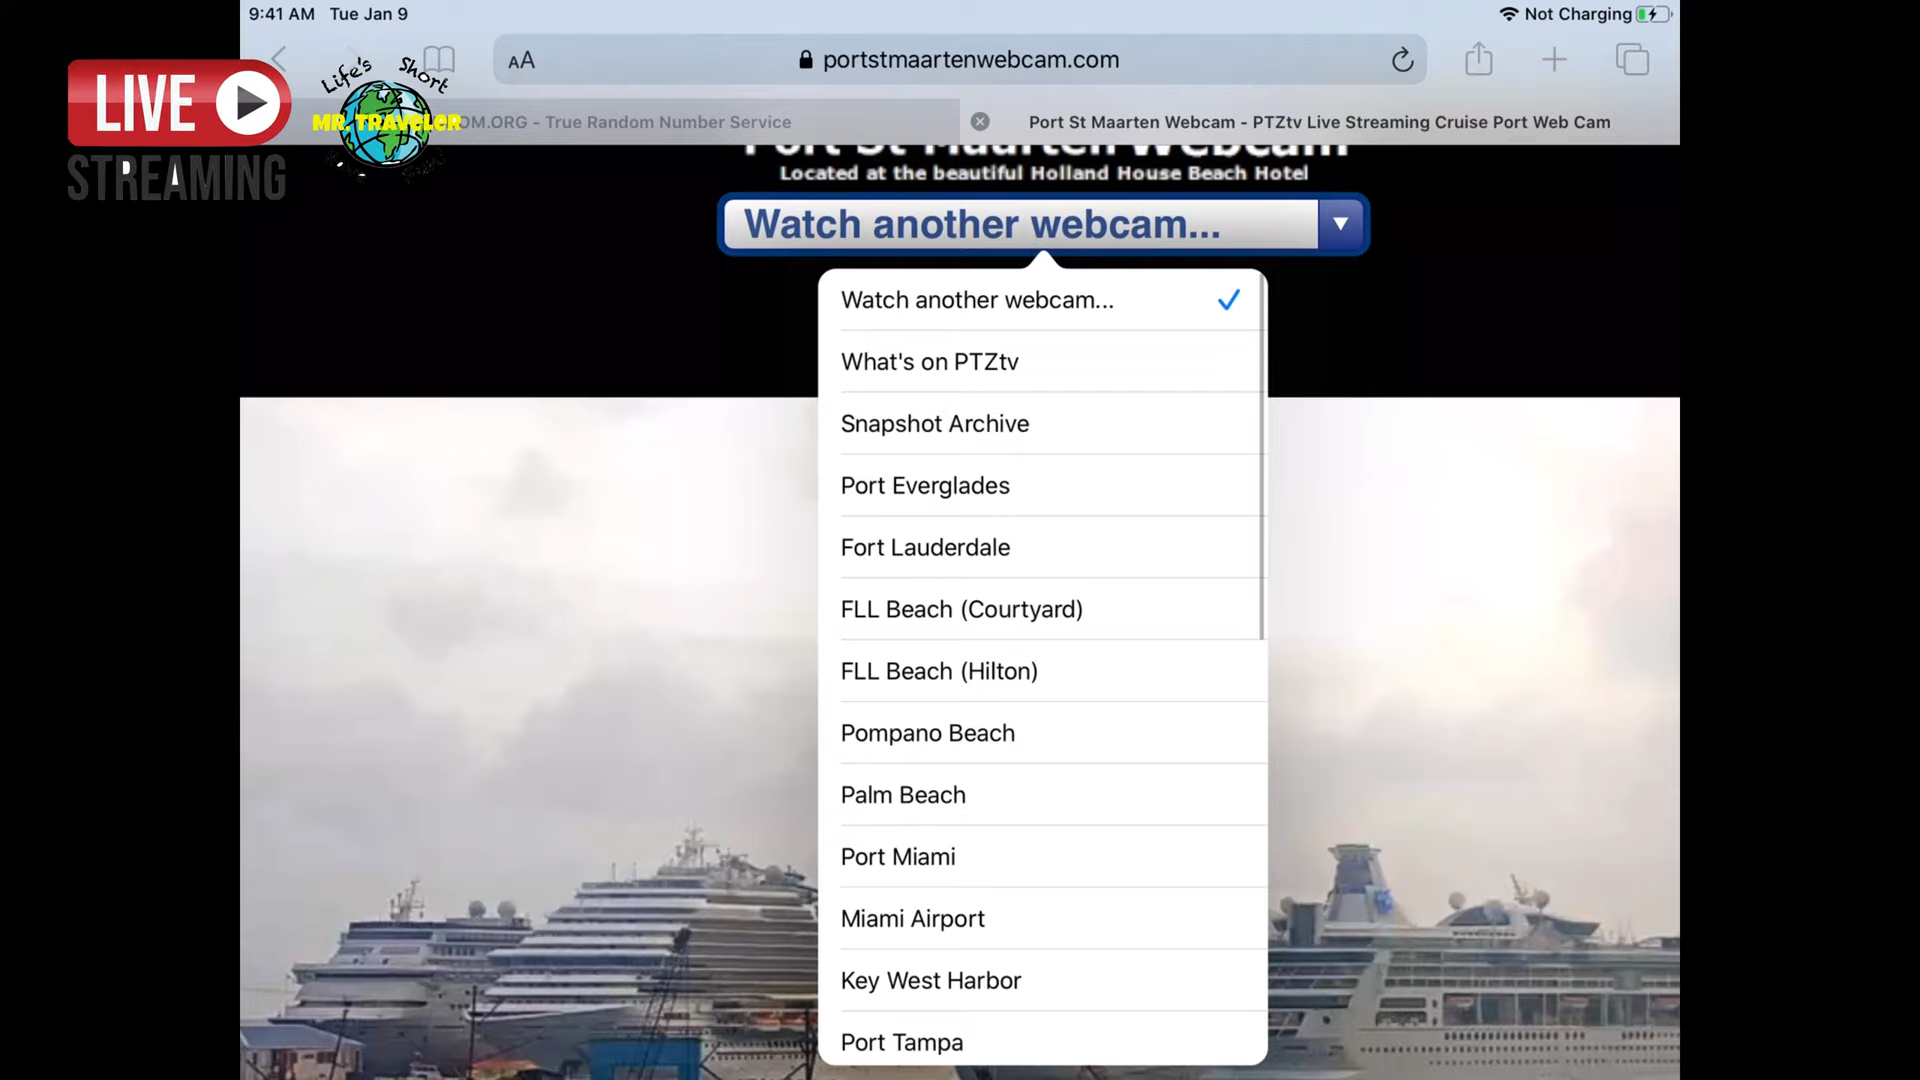 9:41 AM Tue Jan 9
Not Charging
AA
portstmaartenwebcam.com
LIVE
STREAMING
Life's Short
MR. TRAVELER
OM.ORG - True Random Number Service
Port St Maarten Webcam - PTZtv Live Streaming Cruise Port Web Cam
Port St Maarten Webcam
Located at the beautiful Holland House Beach Hotel
Watch another webcam...
Watch another webcam...
What's on PTZtv
Snapshot Archive
Port Everglades
Fort Lauderdale
FLL Beach (Courtyard)
FLL Beach (Hilton)
Pompano Beach
Palm Beach
Port Miami
Miami Airport
Key West Harbor
Port Tampa